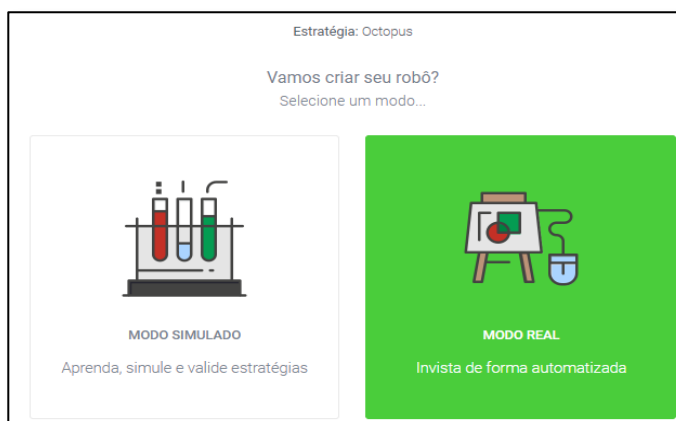 Estratégia: Octopus
Vamos criar seu robô?
Selecione um modo...
MODO SIMULADO
Aprenda, simule e valide estratégias
MODO REAL
Invista de forma automatizada